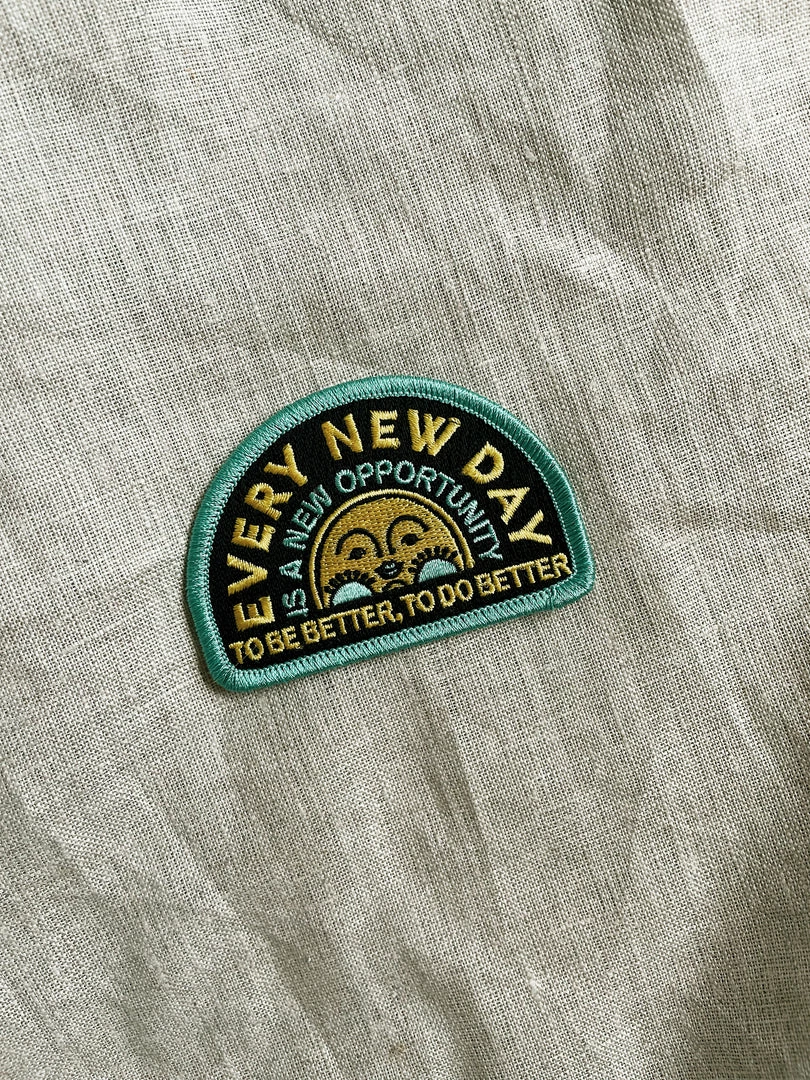 EVERY NEW DAY
IS A NEW OPPORTUNITY
TO BE BETTER, TO DO BETTER